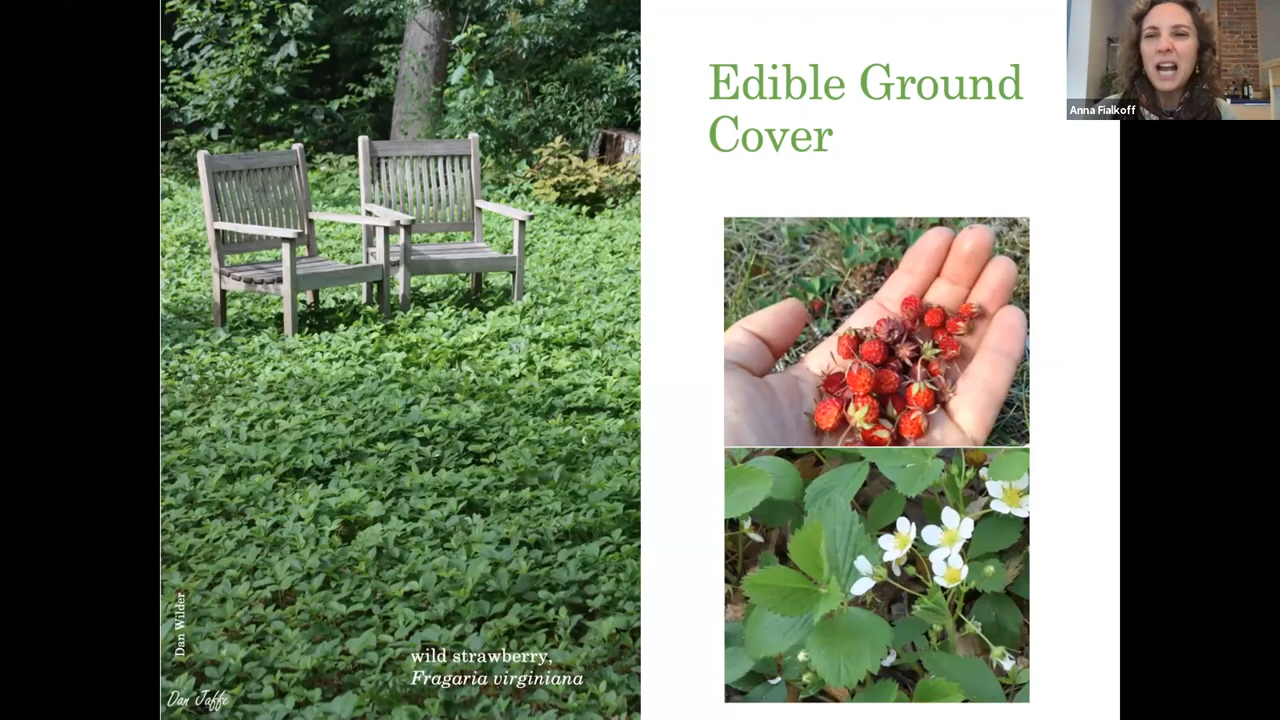 Edible Ground
Cover
Anna Fialkoff
Dan Wilder
wild strawberry,
Fragaria virginiana
Dan Jaffe